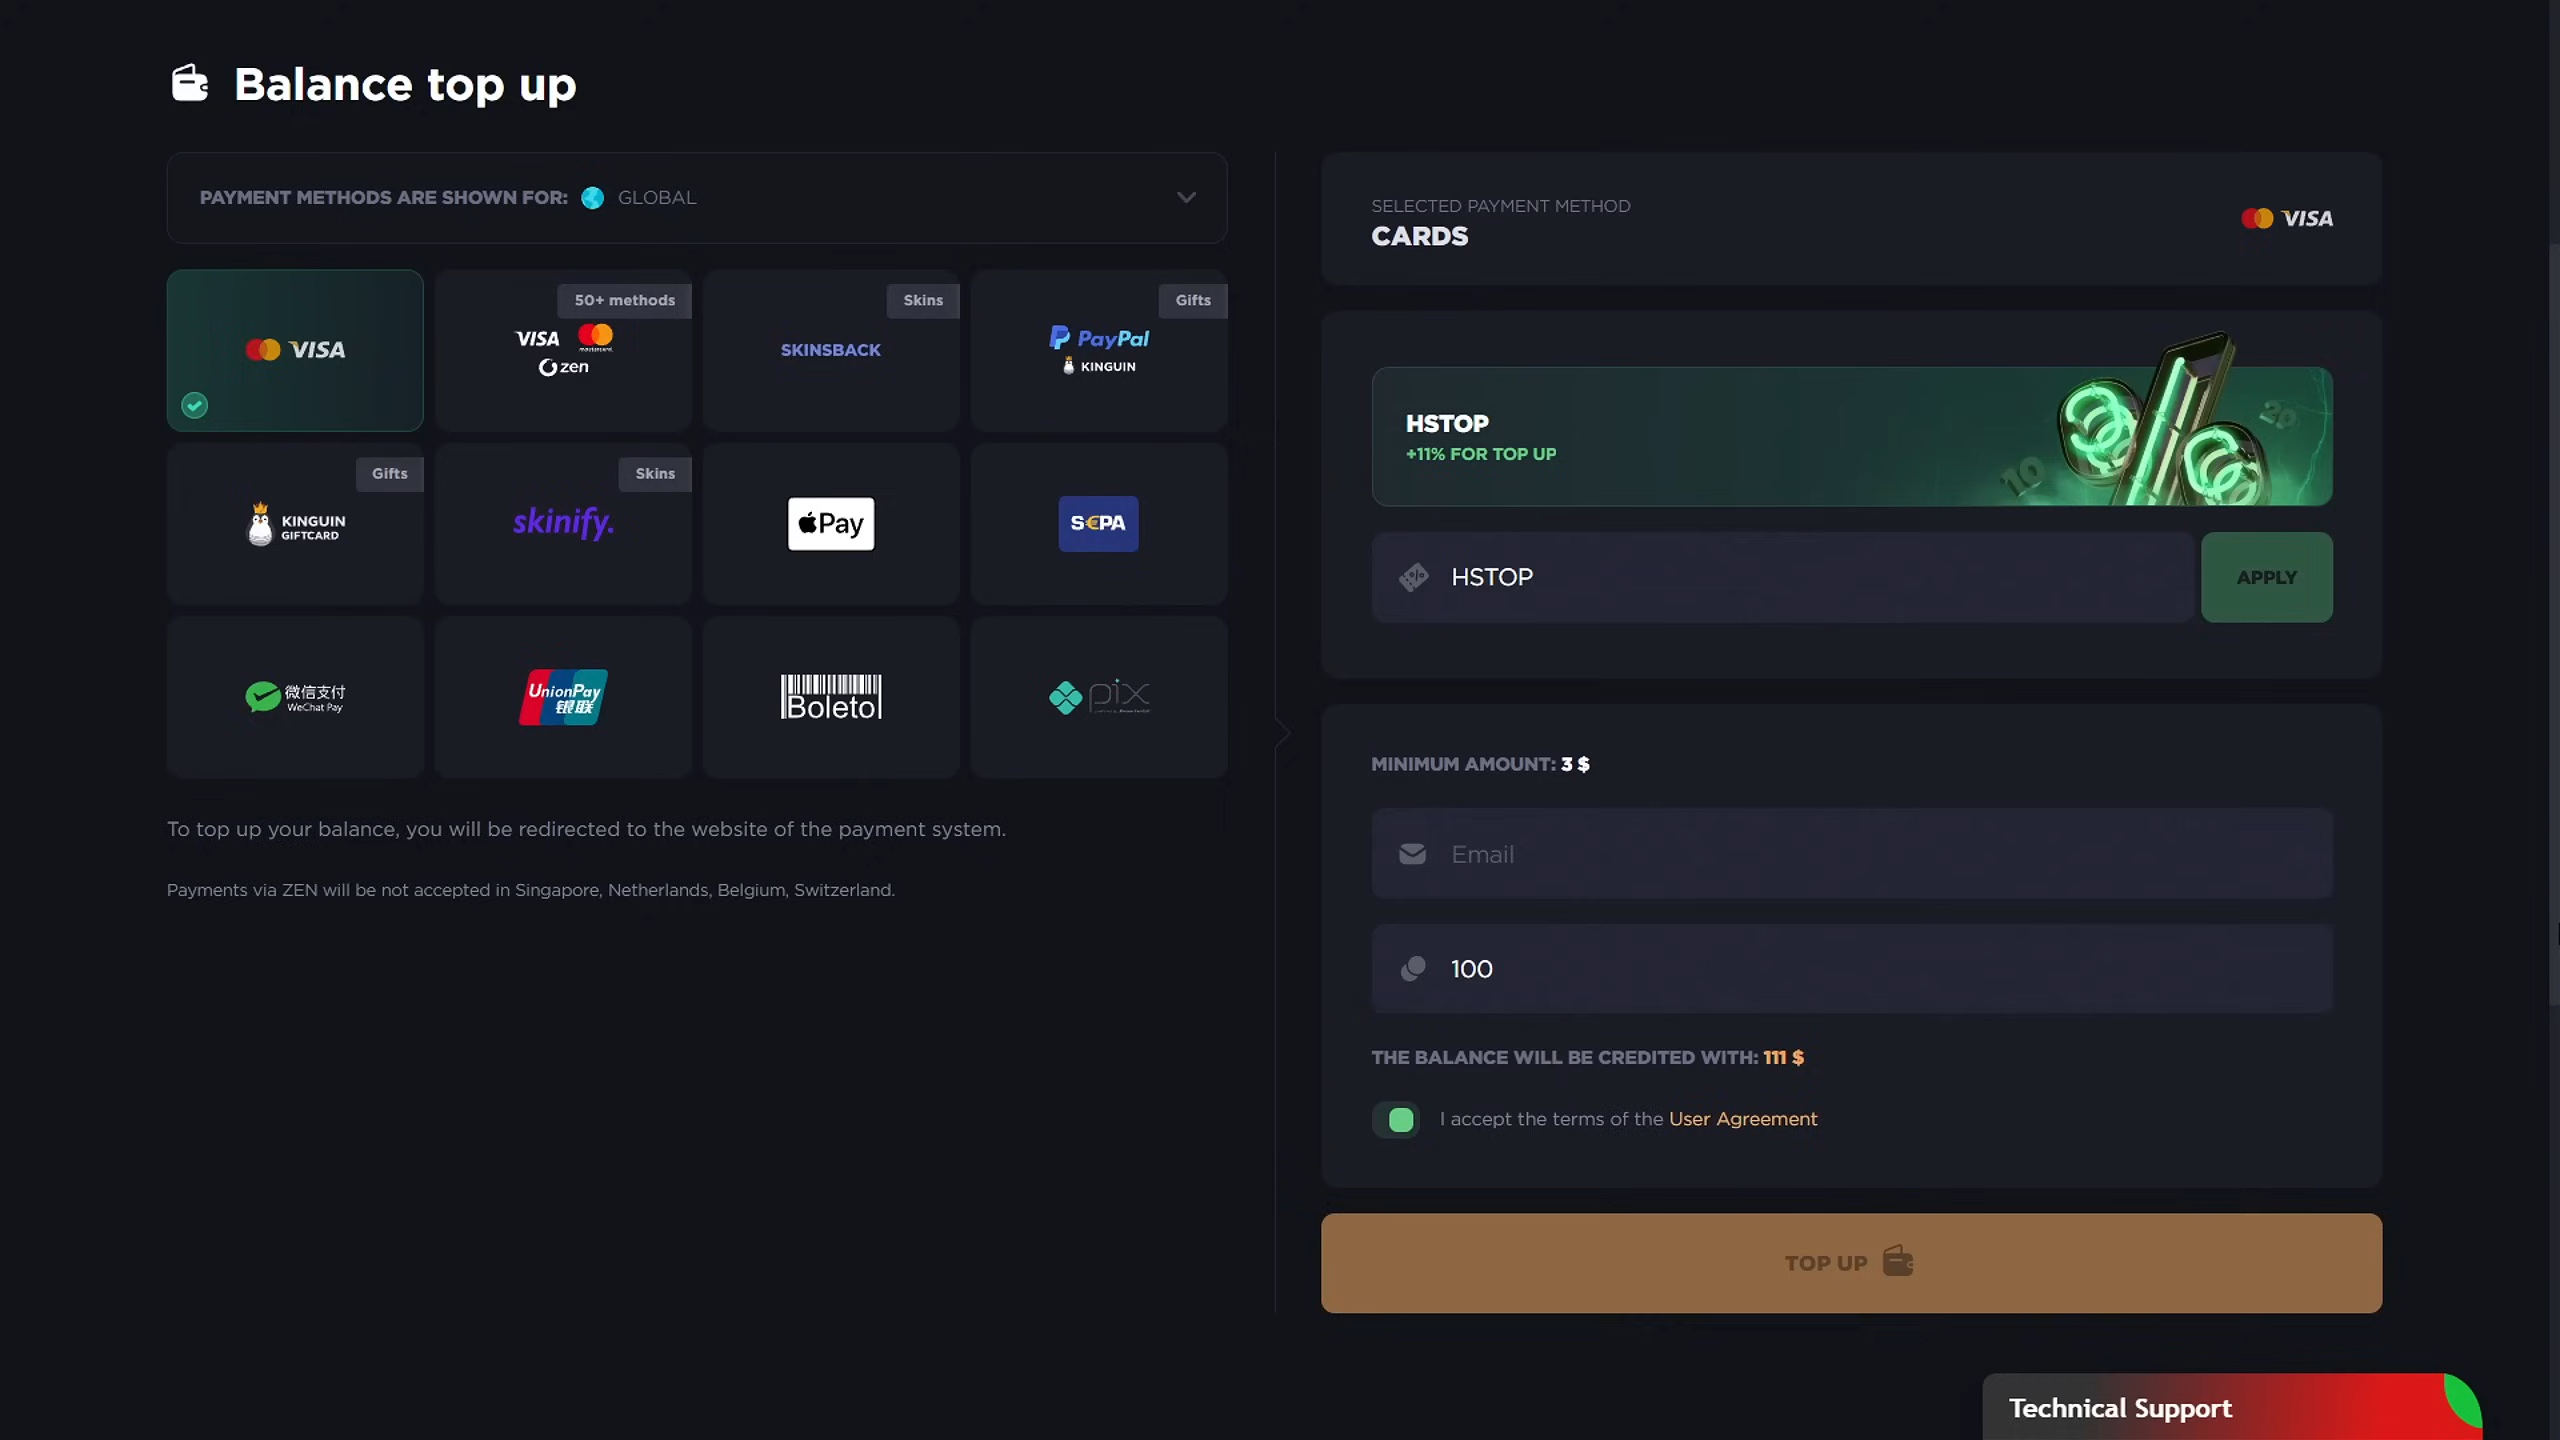 Balance top up
PAYMENT METHODS ARE SHOWN FOR: GLOBAL
VISA
50+ methods
VISA
mastercard
zen
Skins
SKINSBACK
Gifts
PayPal
KINGUIN
Gifts
KINGUIN
GIFTCARD
Skins
skinify.
Pay
S€PA
微信支付
WeChat Pay
UnionPay
银联
Boleto
pix
To top up your balance, you will be redirected to the website of the payment system.
Payments via ZEN will be not accepted in Singapore, Netherlands, Belgium, Switzerland.
SELECTED PAYMENT METHOD
CARDS
VISA
HSTOP
+11% FOR TOP UP
10
20
HSTOP
APPLY
MINIMUM AMOUNT: 3 $
Email
100
THE BALANCE WILL BE CREDITED WITH: 111 $
I accept the terms of the User Agreement
TOP UP
Technical Support